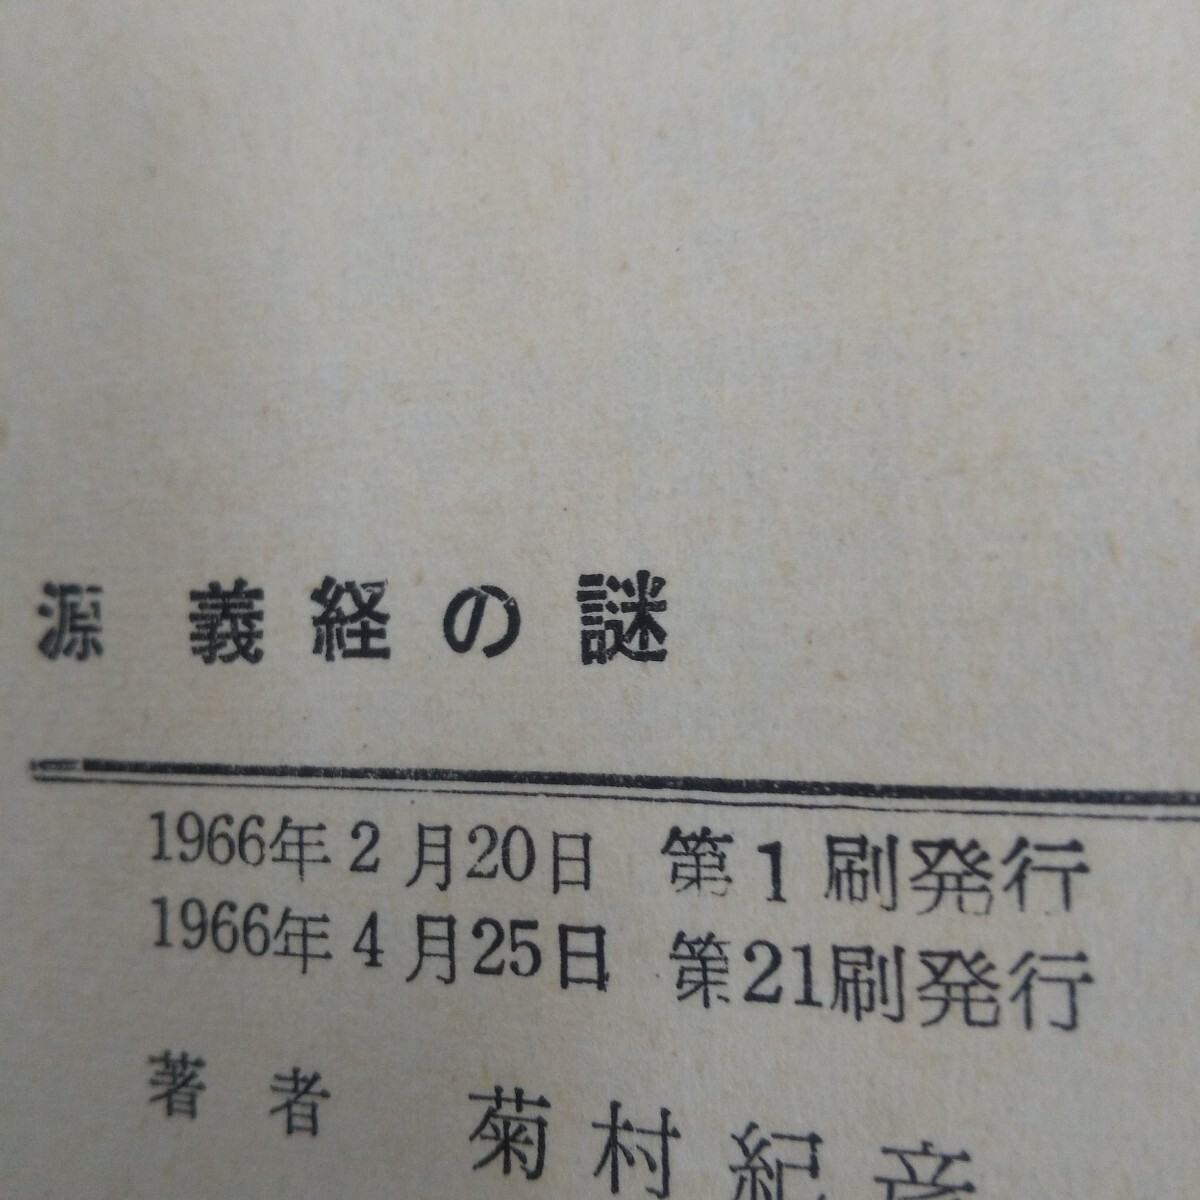 源義経の謎
1966年2月20日 第1刷発行
1966年4月25日 第21刷発行
著者 菊村紀彦